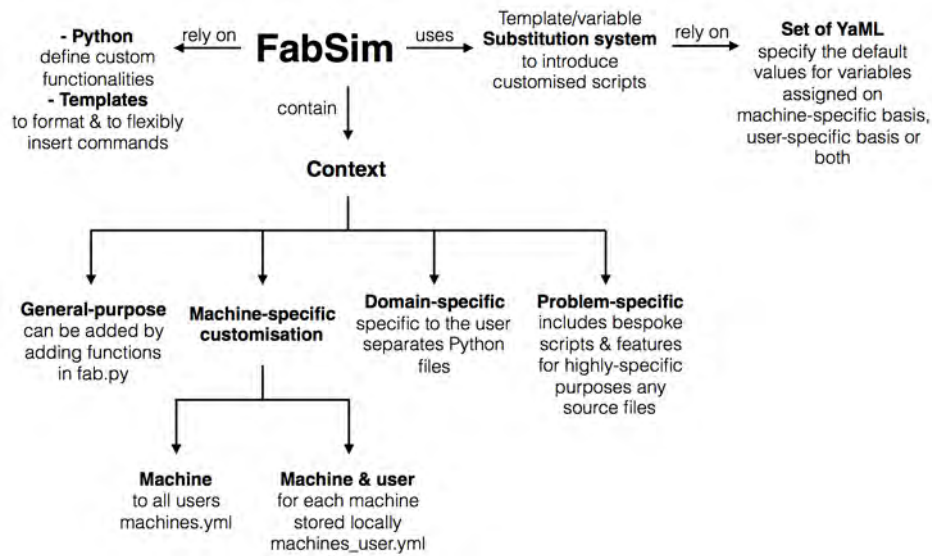 - Python
define custom
functionalities
- Templates
to format & to flexibly
insert commands
rely on
FabSim
uses
Template/variable
Substitution system
to introduce
customised scripts
rely on
Set of YaML
specify the default
values for variables
assigned on
machine-specific basis,
user-specific basis or
both
contain
Context
General-purpose
can be added by
adding functions
in fab.py
Machine-specific
customisation
Domain-specific
specific to the user
separates Python
files
Problem-specific
includes bespoke
scripts & features
for highly-specific
purposes any
source files
Machine
to all users
machines.yml
Machine & user
for each machine
stored locally
machines_user.yml